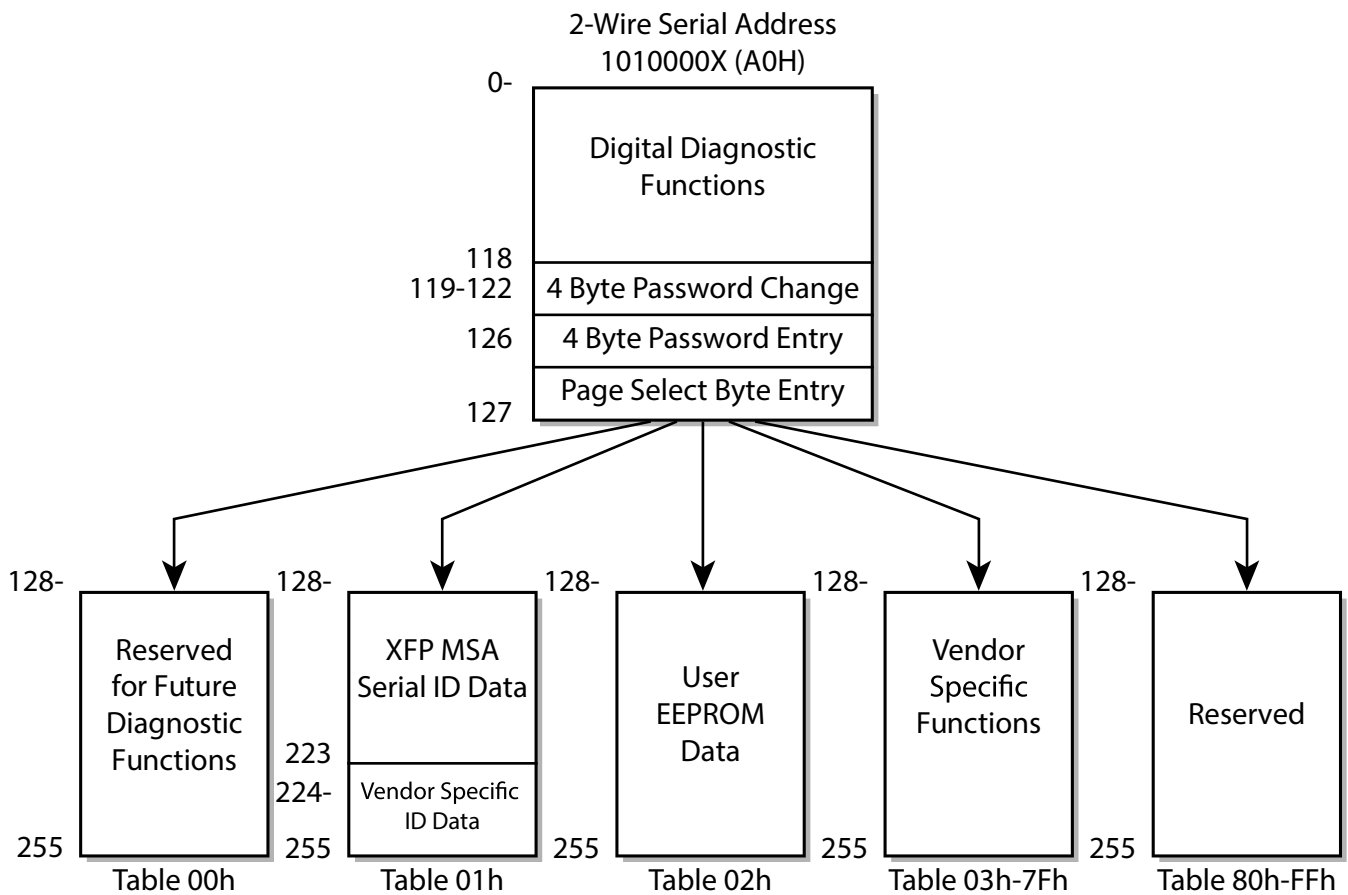 2-Wire Serial Address
1010000X (A0H)
0-
Digital Diagnostic
Functions
118
119-122
4 Byte Password Change
126
4 Byte Password Entry
Page Select Byte Entry
127
128-
Reserved
for Future
Diagnostic
Functions
255
Table 00h
128-
XFP MSA
Serial ID Data
223
224-
Vendor Specific
ID Data
255
Table 01h
128-
User
EEPROM
Data
255
Table 02h
128-
Vendor
Specific
Functions
255
Table 03h-7Fh
128-
Reserved
255
Table 80h-FFh